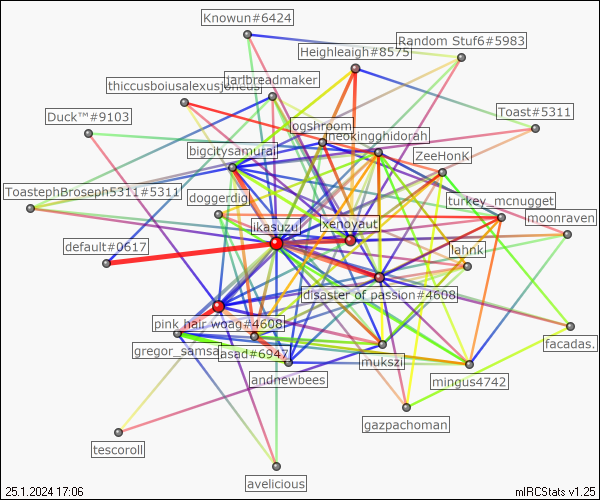 Knowun#6424
Random Stuf6#5983
Heighleaigh#8575
jarlbreadmaker
Duck™#9103
Toast#5311
ogshroom
neokingghidorah
bigcitysamurai
ZeeHonK
ToastephBroseph5311#5311
doggerdigi
turkey_mcnugget
moonraven
ikasuzu
xenoyaut
default#0617
lahnk
disaster of passion#4608
pink hair woag#4608
facadas.
gregor_samsa
asad#6947
mukszi
andnewbees
mingus4742
gazpachoman
tescoroll
avelicious
25.1.2024 17:06
mIRCStats v1.25